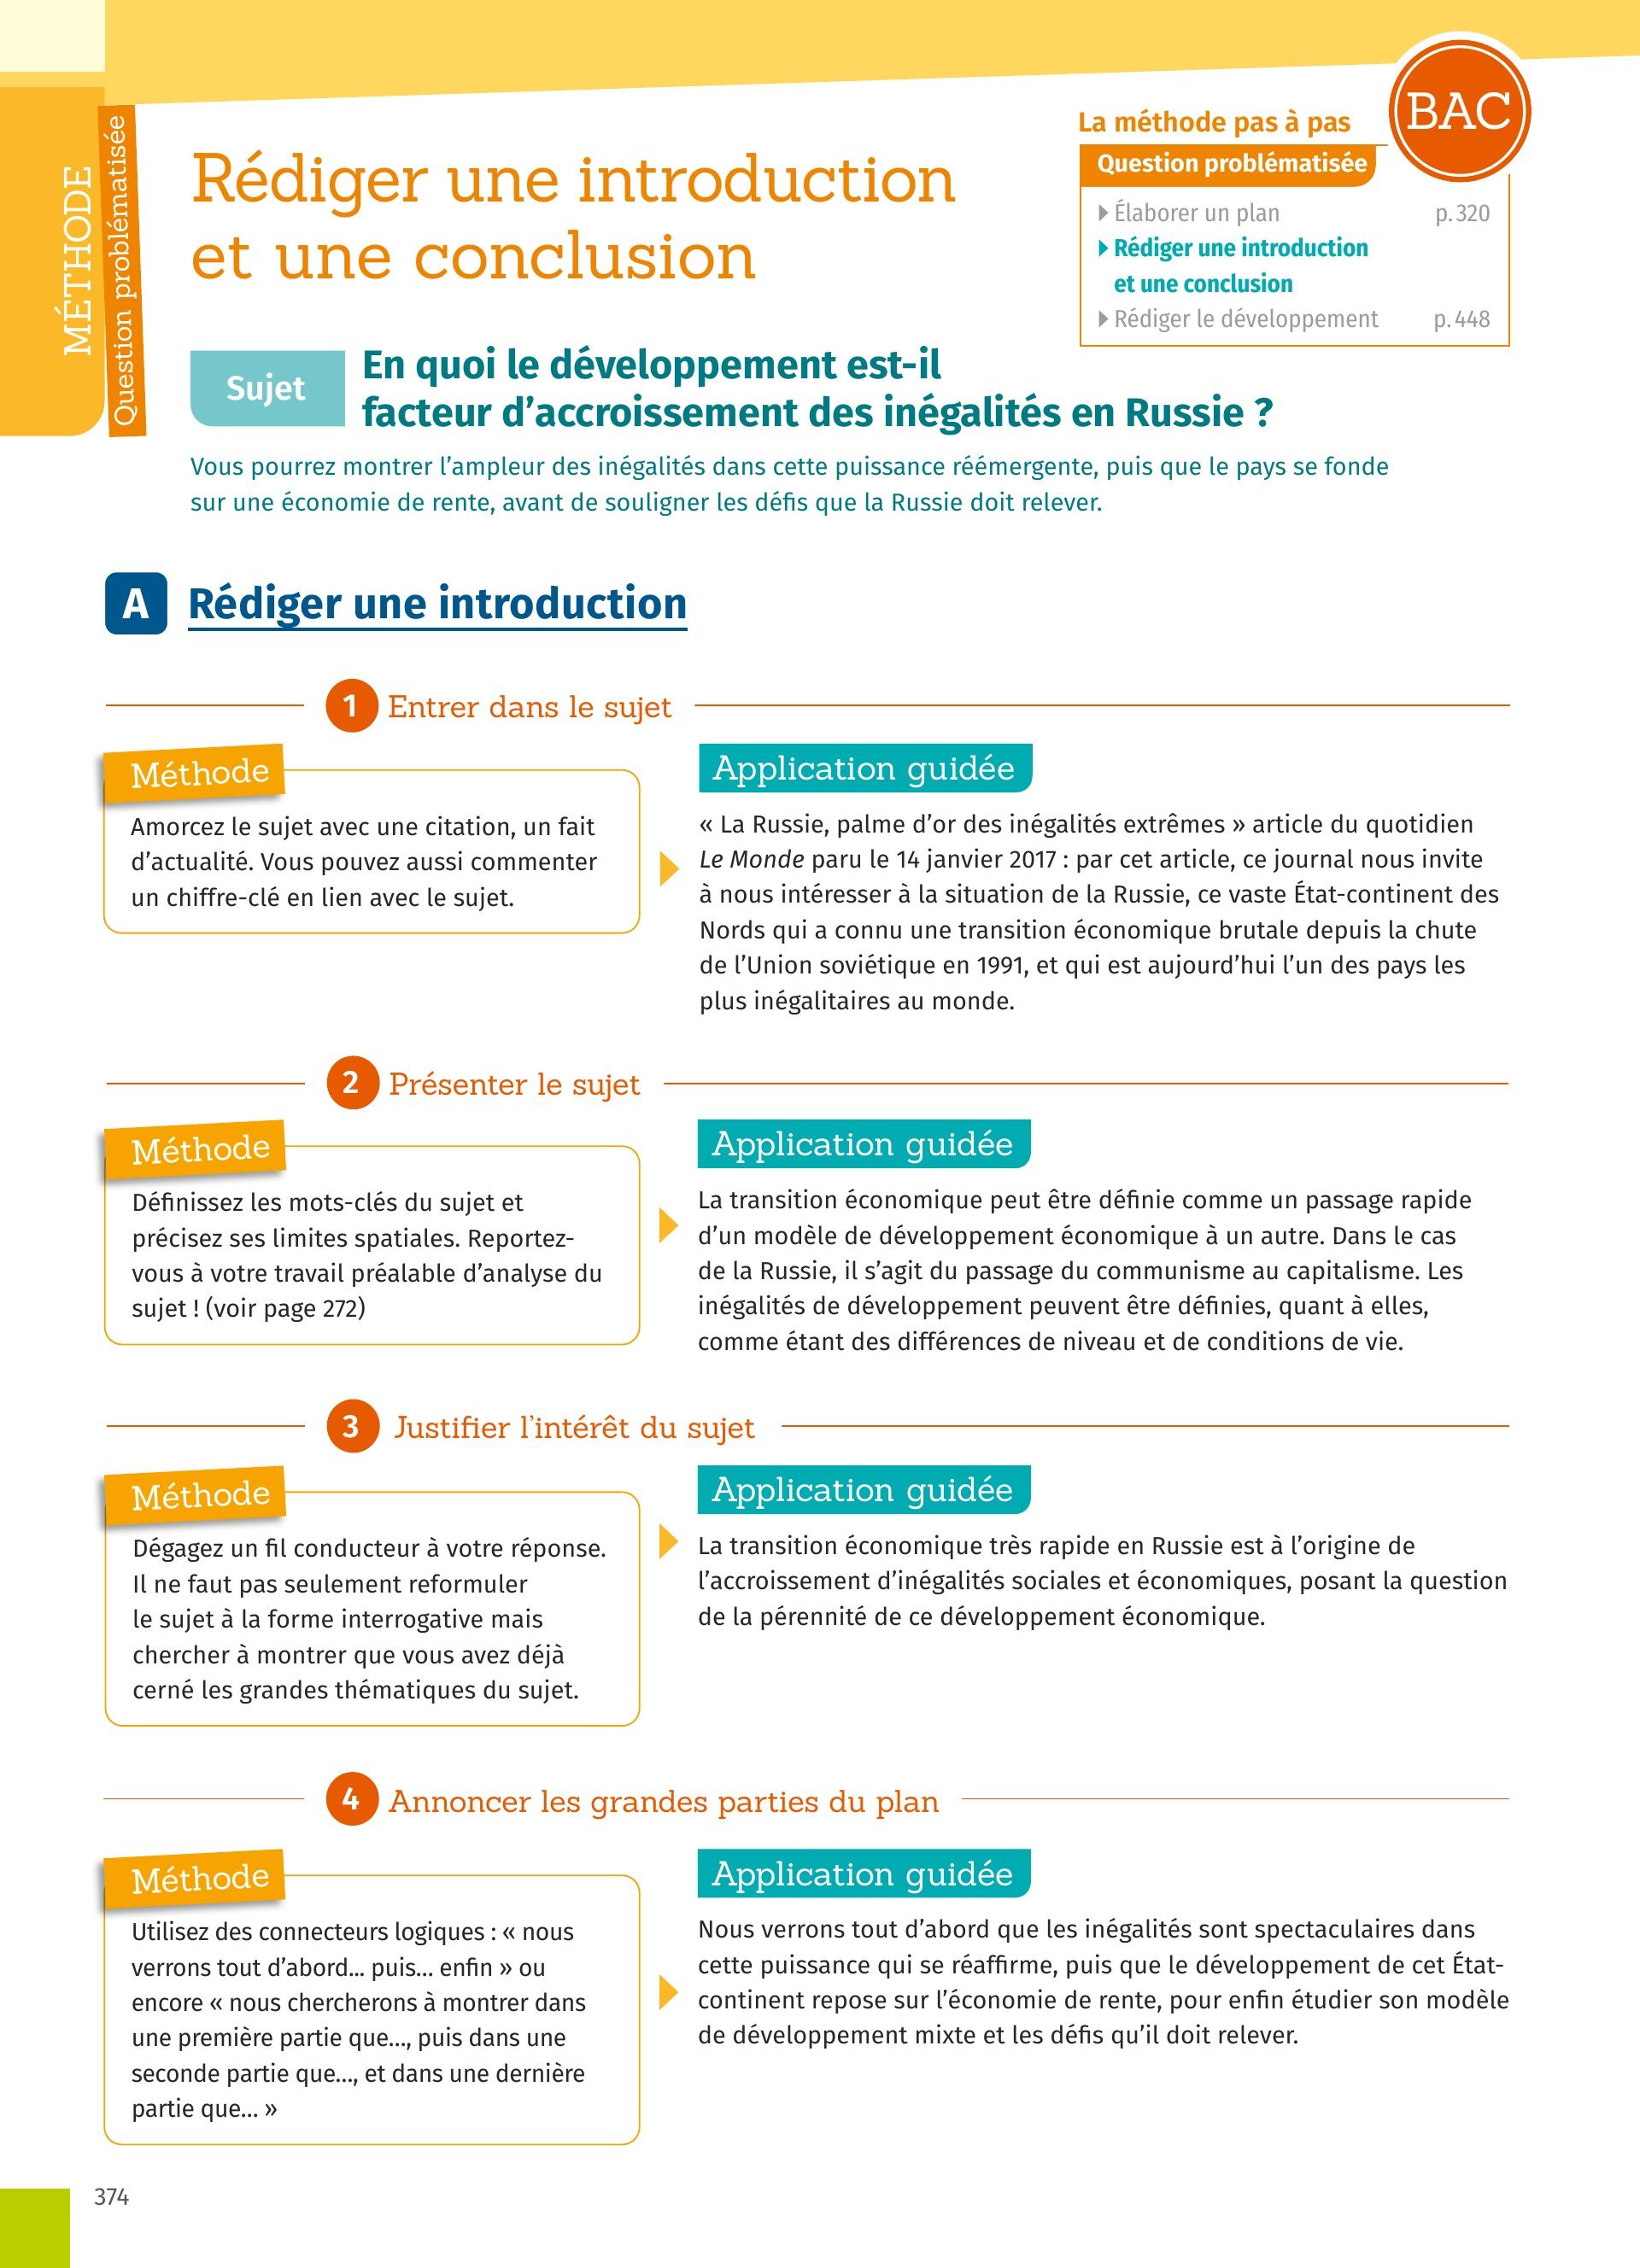 MÉTHODE
Question problématisée
Rédiger une introduction
et une conclusion
La méthode pas à pas
BAC
Question problématisée
Élaborer un plan p. 320
Rédiger une introduction
et une conclusion
Rédiger le développement p. 448
Sujet
En quoi le développement est-il
facteur d’accroissement des inégalités en Russie ?
Vous pourrez montrer l’ampleur des inégalités dans cette puissance réémergente, puis que le pays se fonde
sur une économie de rente, avant de souligner les défis que la Russie doit relever.
A Rédiger une introduction
1 Entrer dans le sujet
Méthode
Amorcez le sujet avec une citation, un fait
d’actualité. Vous pouvez aussi commenter
un chiffre-clé en lien avec le sujet.
Application guidée
« La Russie, palme d’or des inégalités extrêmes » article du quotidien
Le Monde paru le 14 janvier 2017 : par cet article, ce journal nous invite
à nous intéresser à la situation de la Russie, ce vaste État-continent des
Nords qui a connu une transition économique brutale depuis la chute
de l’Union soviétique en 1991, et qui est aujourd’hui l’un des pays les
plus inégalitaires au monde.
2 Présenter le sujet
Méthode
Définissez les mots-clés du sujet et
précisez ses limites spatiales. Reportez-
vous à votre travail préalable d’analyse du
sujet ! (voir page 272)
Application guidée
La transition économique peut être définie comme un passage rapide
d’un modèle de développement économique à un autre. Dans le cas
de la Russie, il s’agit du passage du communisme au capitalisme. Les
inégalités de développement peuvent être définies, quant à elles,
comme étant des différences de niveau et de conditions de vie.
3 Justifier l’intérêt du sujet
Méthode
Dégagez un fil conducteur à votre réponse.
Il ne faut pas seulement reformuler
le sujet à la forme interrogative mais
chercher à montrer que vous avez déjà
cerné les grandes thématiques du sujet.
Application guidée
La transition économique très rapide en Russie est à l’origine de
l’accroissement d’inégalités sociales et économiques, posant la question
de la pérennité de ce développement économique.
4 Annoncer les grandes parties du plan
Méthode
Utilisez des connecteurs logiques : « nous
verrons tout d’abord... puis... enfin » ou
encore « nous chercherons à montrer dans
une première partie que..., puis dans une
seconde partie que..., et dans une dernière
partie que... »
Application guidée
Nous verrons tout d’abord que les inégalités sont spectaculaires dans
cette puissance qui se réaffirme, puis que le développement de cet État-
continent repose sur l’économie de rente, pour enfin étudier son modèle
de développement mixte et les défis qu’il doit relever.
374